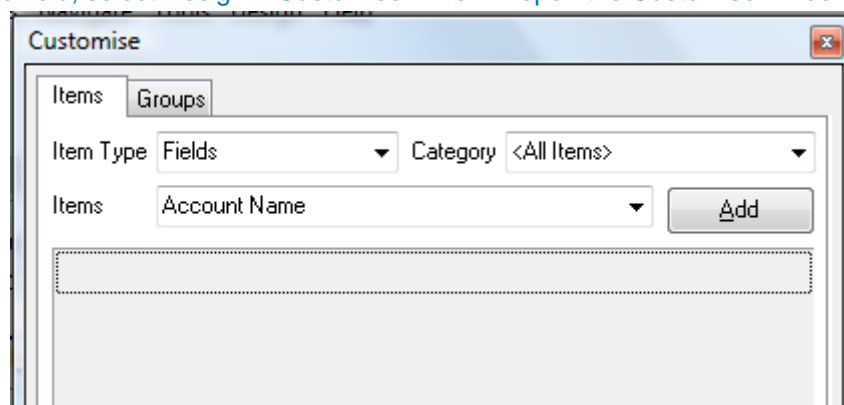 Customise
Items Groups
Item Type Fields Category <All Items>
Items Account Name Add